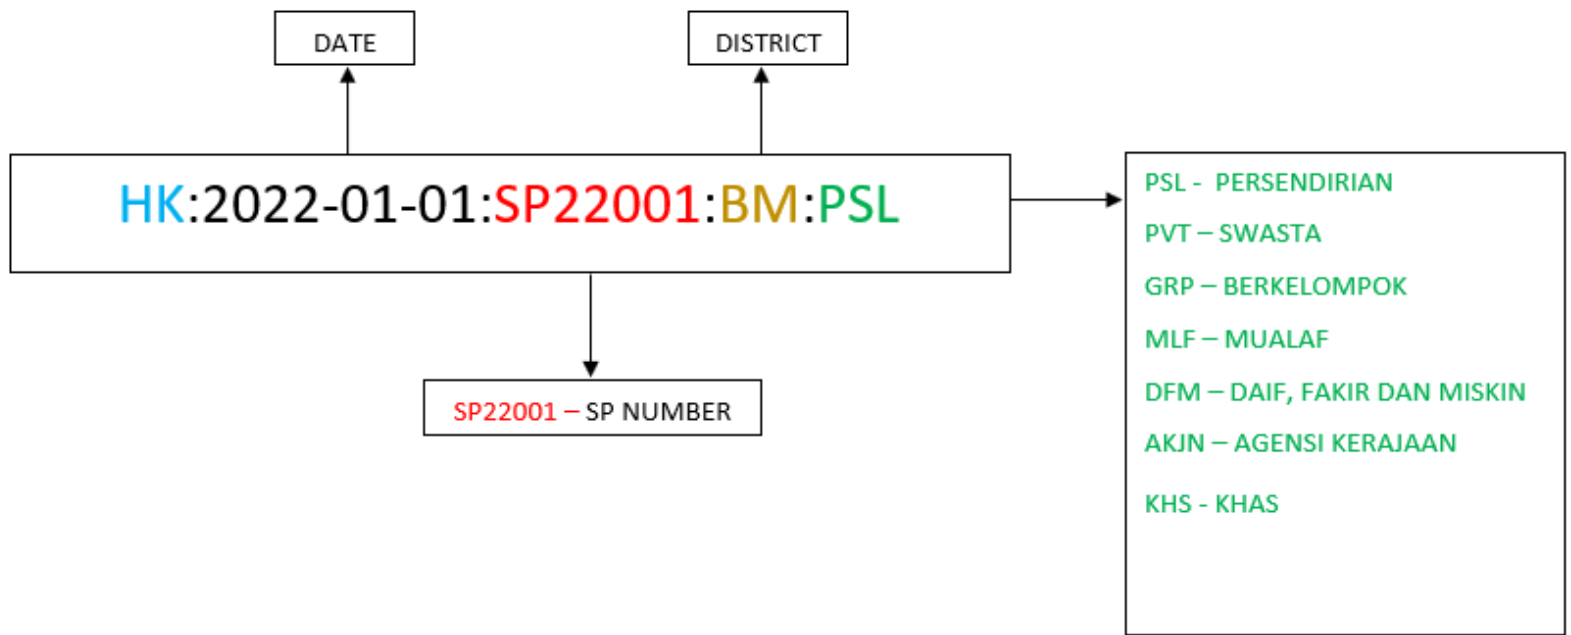 DATE
DISTRICT
HK:2022-01-01:SP22001:BM:PSL
SP22001 – SP NUMBER
PSL - PERSENDIRIAN
PVT – SWASTA
GRP – BERKELOMPOK
MLF – MUALAF
DFM – DAIF, FAKIR DAN MISKIN
AKJN – AGENSI KERAJAAN
KHS - KHAS